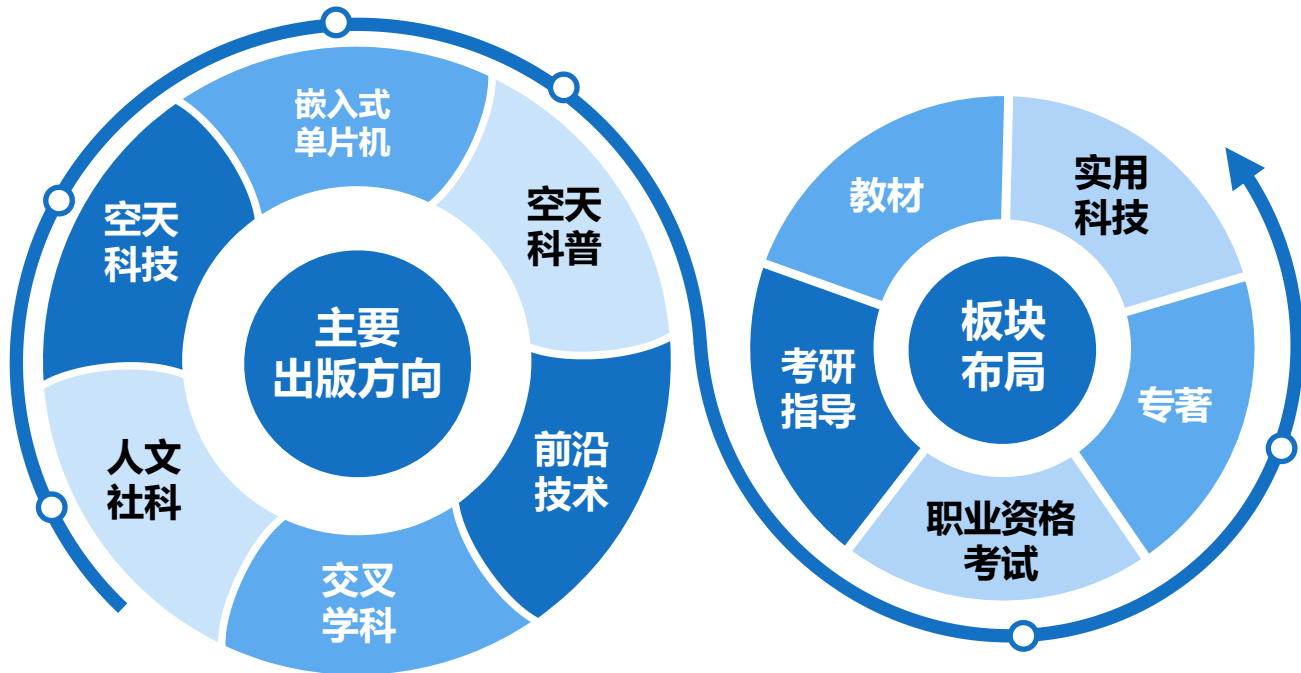 嵌入式
单片机
空天
科普
前沿
技术
交叉
学科
人文
社科
空天
科技
主要
出版方向
教材
实用
科技
专著
职业资格
考试
考研
指导
板块
布局